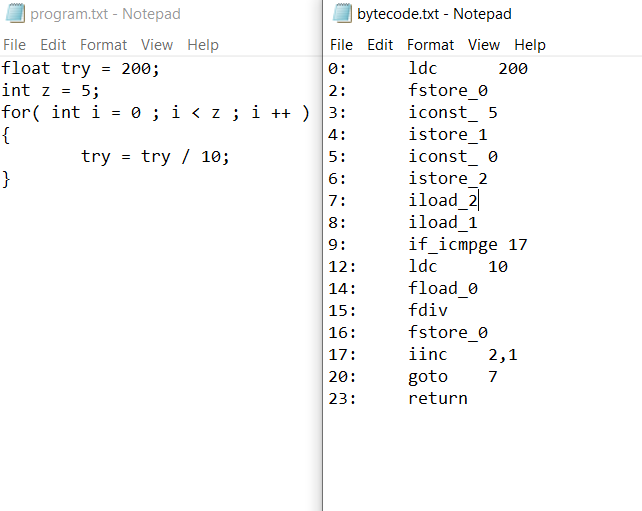 program.txt - Notepad
File Edit Format View Help
float try = 200;
int z = 5;
for( int i = 0 ; i < z ; i ++ )
{
try = try / 10;
}
bytecode.txt - Notepad
File Edit Format View Help
0: ldc 200
2: fstore_0
3: iconst_ 5
4: istore_1
5: iconst_ 0
6: istore_2
7: iload_2
8: iload_1
9: if_icmpge 17
12: ldc 10
14: fload_0
15: fdiv
16: fstore_0
17: iinc 2,1
20: goto 7
23: return